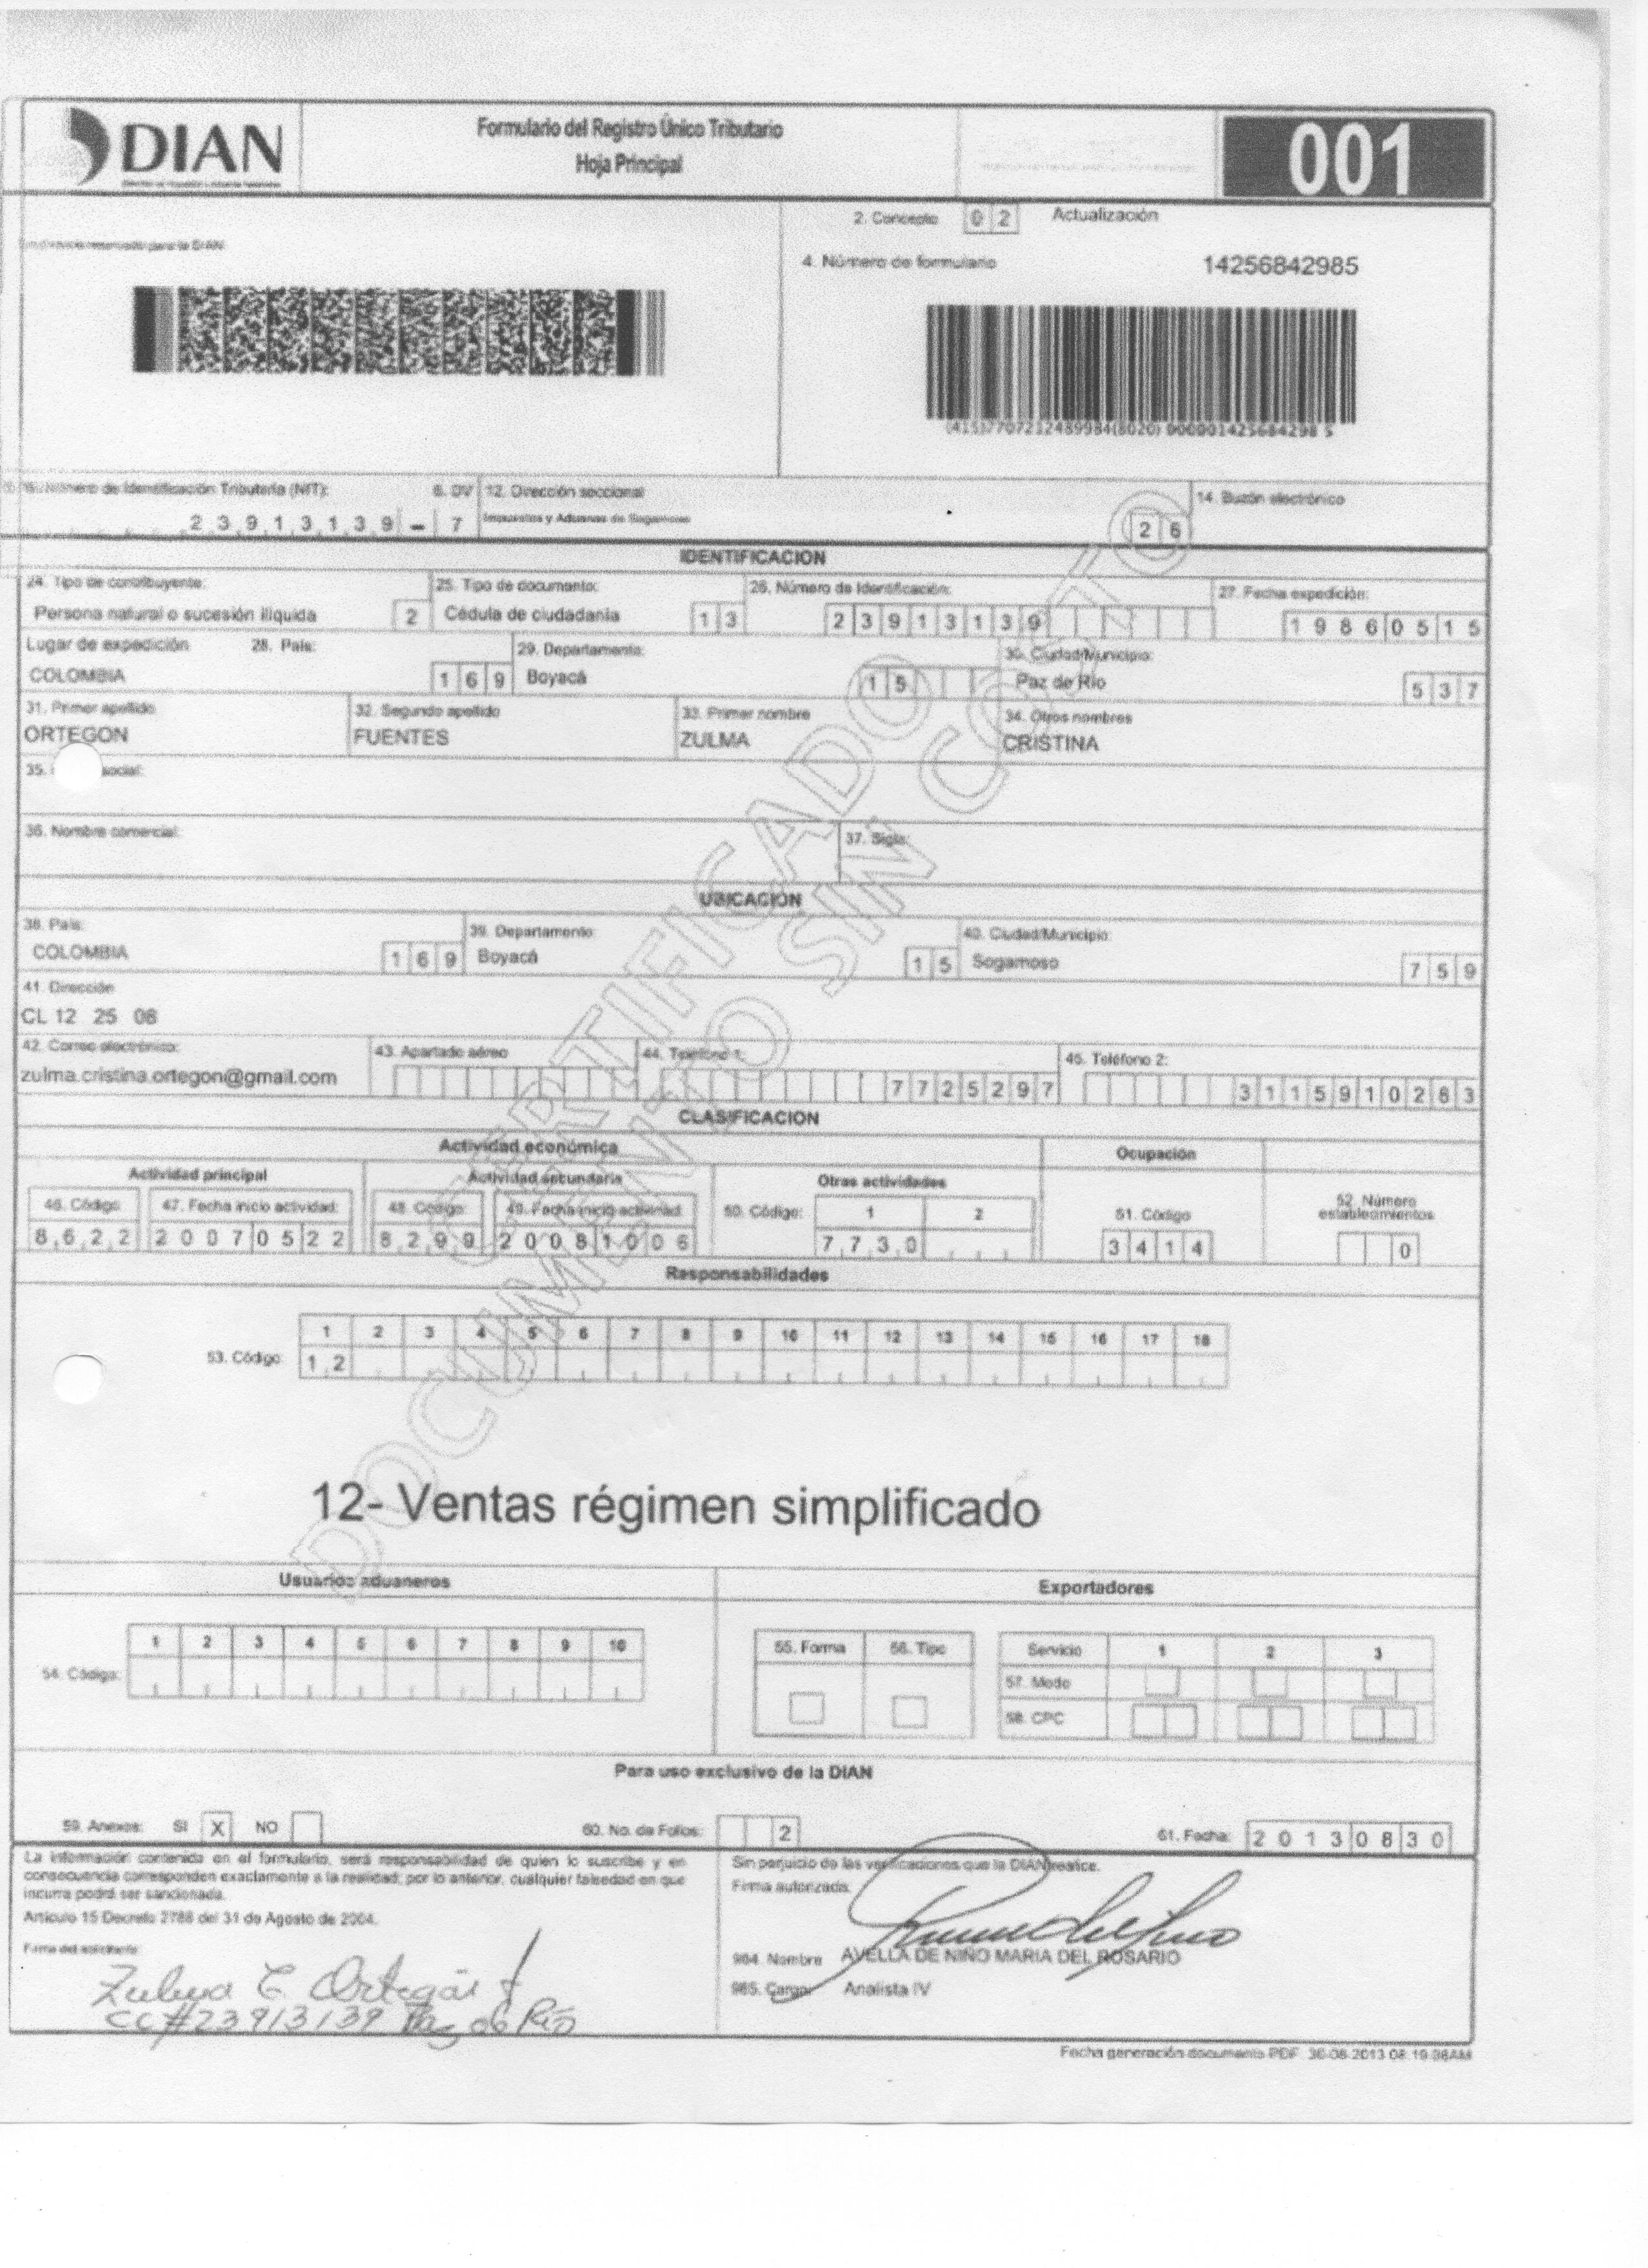 DIAN
Formulario del Registro Único Tributario
Hoja Principal
001
2. Concepto 0 2 Actualización
Espacio reservado para la DIAN
4. Número de formulario 14256842985
(415)7707212489984(8020) 000001425684298 5
5. Número de Identificación Tributaria (NIT): 6. DV 12. Dirección seccional 14. Buzón electrónico
2 3 9 1 3 1 3 9 - 7 Impuestos y Aduanas de Sogamoso 2 6
IDENTIFICACION
24. Tipo de contribuyente: 25. Tipo de documento: 26. Número de Identificación: 27. Fecha expedición:
Persona natural o sucesión ilíquida 2 Cédula de ciudadanía 1 3 2 3 9 1 3 1 3 9 1 9 8 6 0 5 1 5
Lugar de expedición 28. País: 29. Departamento: 30. Ciudad/Municipio:
COLOMBIA 1 6 9 Boyacá 1 5 Paz de Río 5 3 7
31. Primer apellido 32. Segundo apellido 33. Primer nombre 34. Otros nombres
ORTEGON FUENTES ZULMA CRISTINA
35. social:
36. Nombre comercial: 37. Sigla:
UBICACION
38. País: 39. Departamento: 40. Ciudad/Municipio:
COLOMBIA 1 6 9 Boyacá 1 5 Sogamoso 7 5 9
41. Dirección
CL 12 25 08
42. Correo electrónico: 43. Apartado aéreo 44. Teléfono 1: 45. Teléfono 2:
zulma.cristina.ortegon@gmail.com 7 7 2 5 2 9 7 3 1 1 5 9 1 0 2 8 3
CLASIFICACION
Actividad económica Ocupación
Actividad principal Actividad secundaria Otras actividades 52. Número establecimientos
46. Código: 47. Fecha inicio actividad: 48. Código: 49. Fecha inicio actividad: 50. Código: 1 2 51. Código
8 6 2 2 2 0 0 7 0 5 2 2 8 2 9 9 2 0 0 8 1 0 0 6 7 7 3 0 3 4 1 4 0
Responsabilidades
1 2 3 4 5 6 7 8 9 10 11 12 13 14 15 16 17 18
53. Código: 1 2
12- Ventas régimen simplificado
Usuarios aduaneros Exportadores
1 2 3 4 5 6 7 8 9 10 55. Forma 56. Tipo Servicio 1 2 3
54. Código: 57. Modo
58. CPC
Para uso exclusivo de la DIAN
59. Anexos: SI X NO 60. No. de Folios: 2 61. Fecha: 2 0 1 3 0 8 3 0
La información contenida en el formulario, será responsabilidad de quien lo suscribe y en
consecuencia corresponden exactamente a la realidad; por lo anterior, cualquier falsedad en que
incurra podrá ser sancionada.
Artículo 15 Decreto 2788 del 31 de Agosto de 2004.
Firma del solicitante:
Zulma C. Ortegón f
CC#23913139 Paz de Río
Sin perjuicio de las verificaciones que la DIAN realice.
Firma autorizada:
984. Nombre AVELLA DE NIÑO MARIA DEL ROSARIO
985. Cargo: Analista IV
Fecha generación documento PDF: 30-08-2013 08:19:38AM
CERTIFICADO
DOCUMENTO SIN COSTO